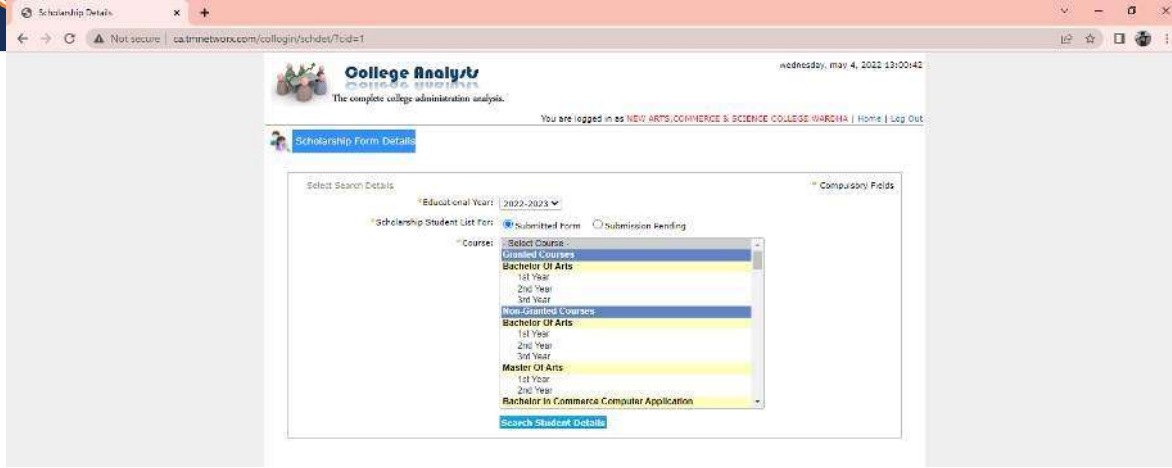 Scholarship Details
Not secure | ca.tmnetworx.com/collogin/schdet/?cid=1
College Analysts
wednesday, may 4, 2022 13:00:42
The complete college administration analysis.
You are logged in as NEW ARTS,COMMERCE & SCIENCE COLLEGE WARDHA | Home | Log Out
Scholarship Form Details
Select Search Details * Compulsory Fields
*Educational Year: 2022-2023
*Scholarship Student List For: Submitted Form Submission Pending
*Course: - Select Course -
Granted Courses
Bachelor Of Arts
1st Year
2nd Year
3rd Year
Non-Granted Courses
Bachelor Of Arts
1st Year
2nd Year
3rd Year
Master Of Arts
1st Year
2nd Year
Bachelor In Commerce Computer Application
Search Student Details